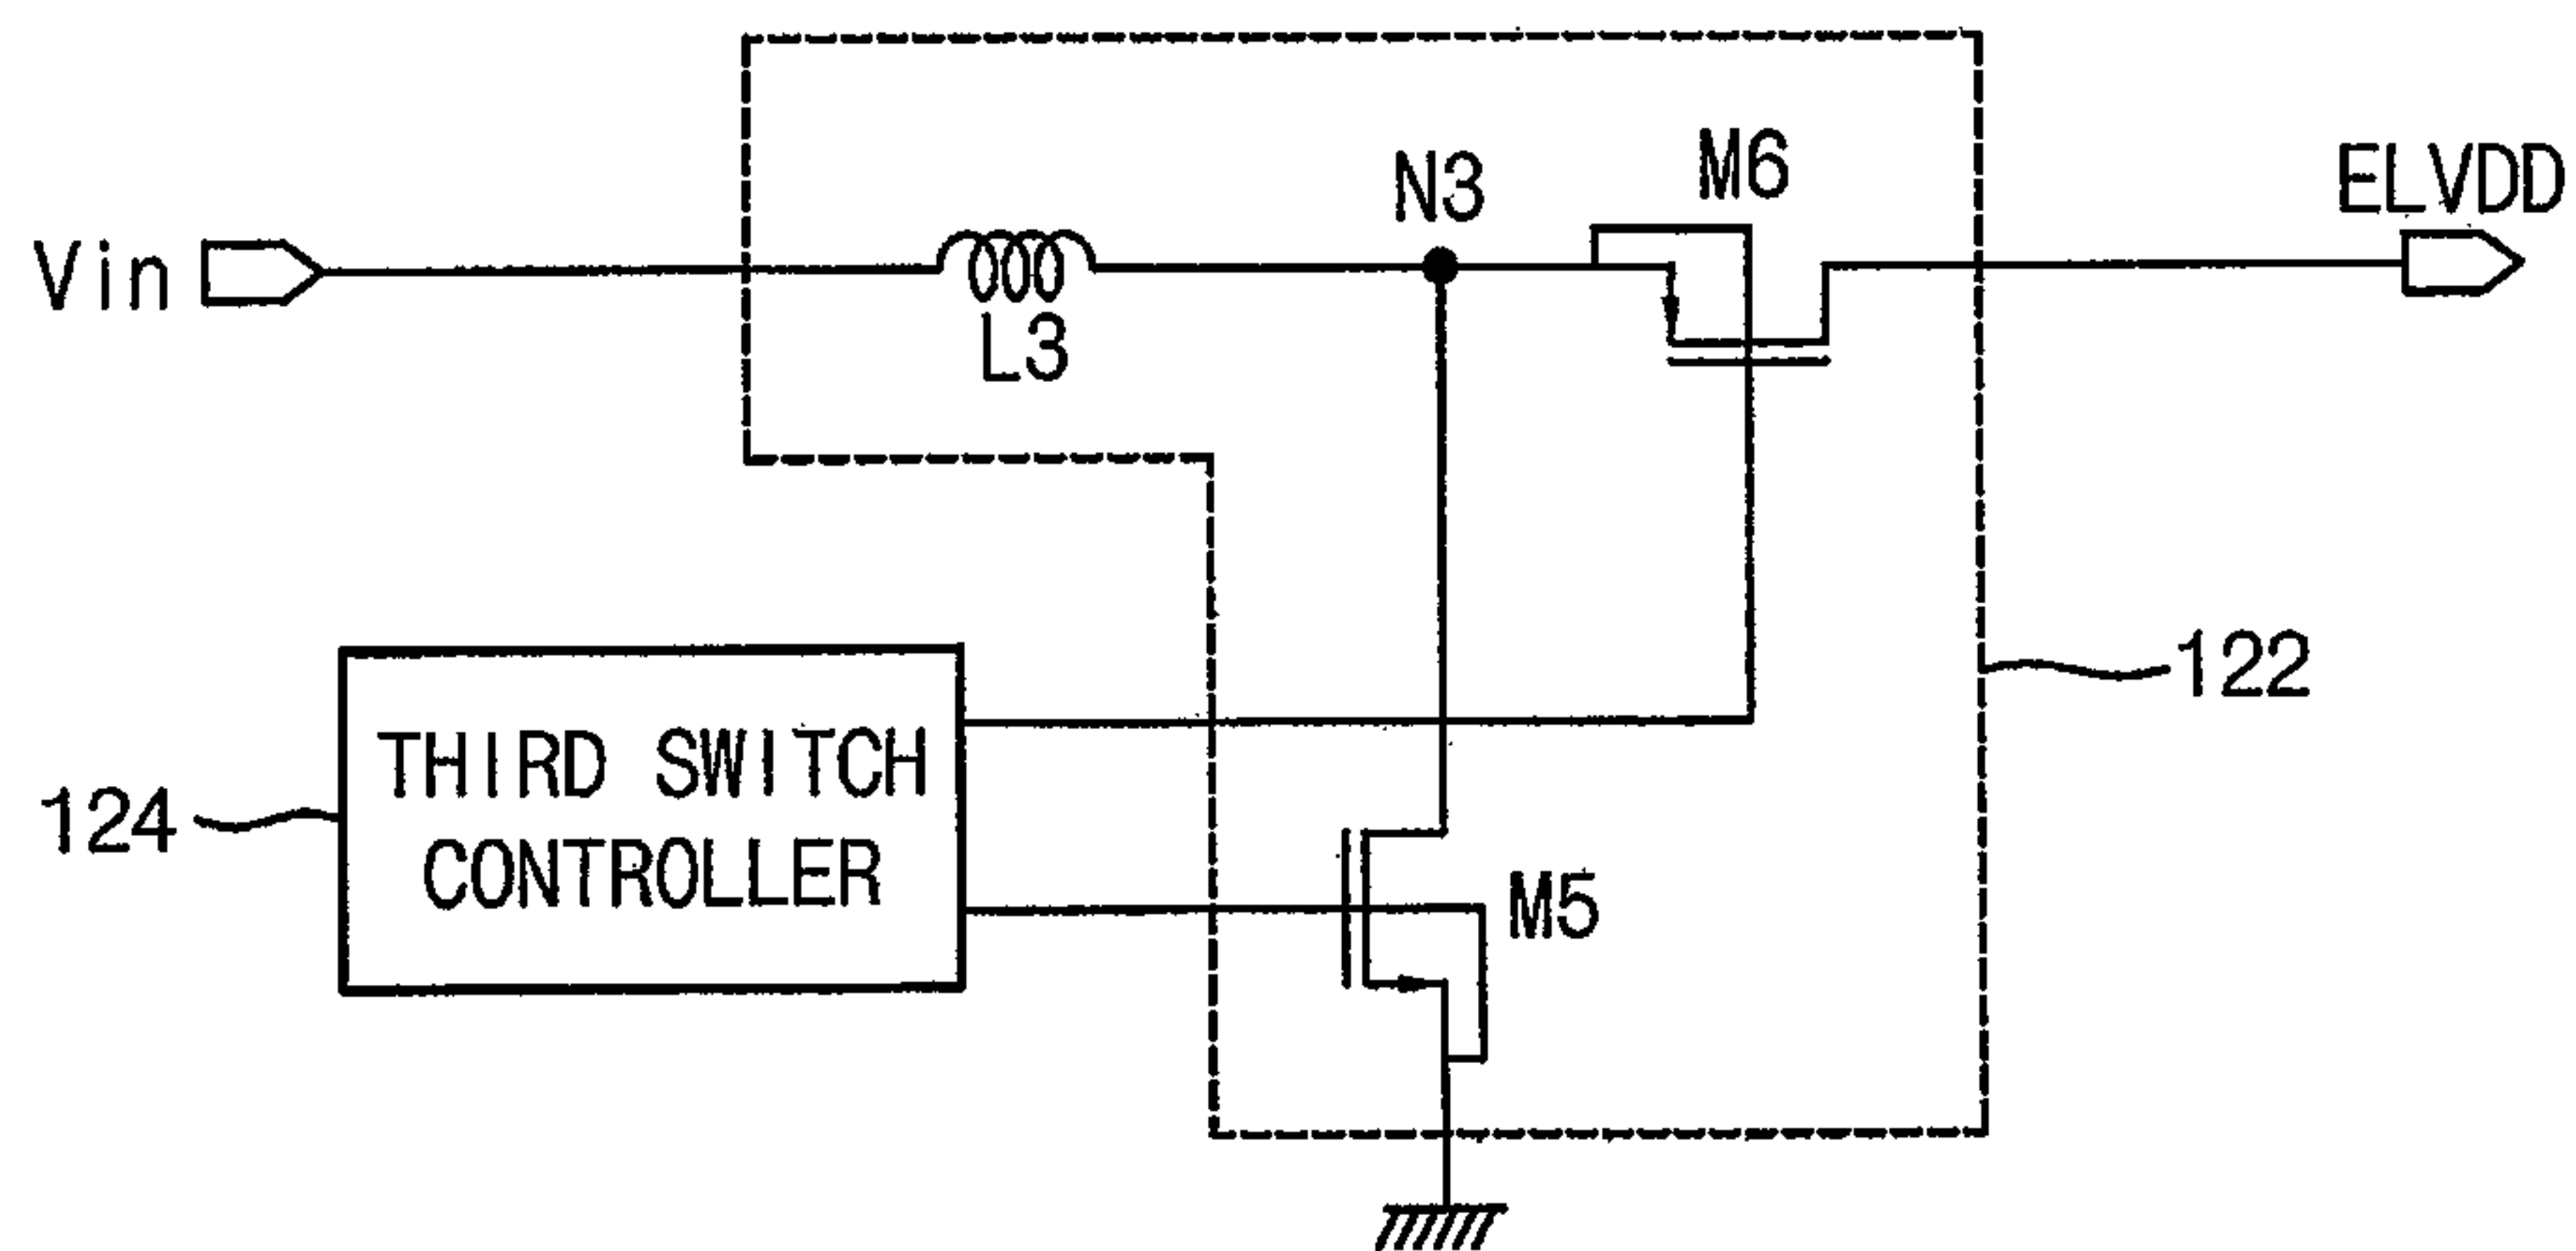 M6
N3
ELVDD
Vin
L3
122
THIRD SWITCH
CONTROLLER
124
M5